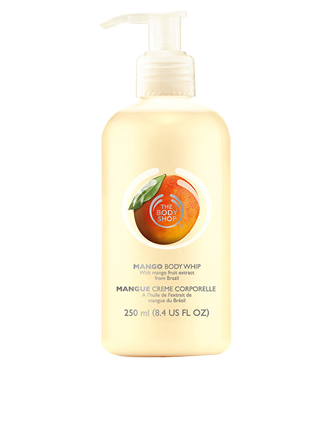 THE
BODY
SHOP
MANGO BODY WHIP
With mango fruit extract
from Brazil
MANGUE CREME CORPORELLE
A l'huile de l'extrait de
mangue du Brésil
250 ml (8.4 US FL OZ)